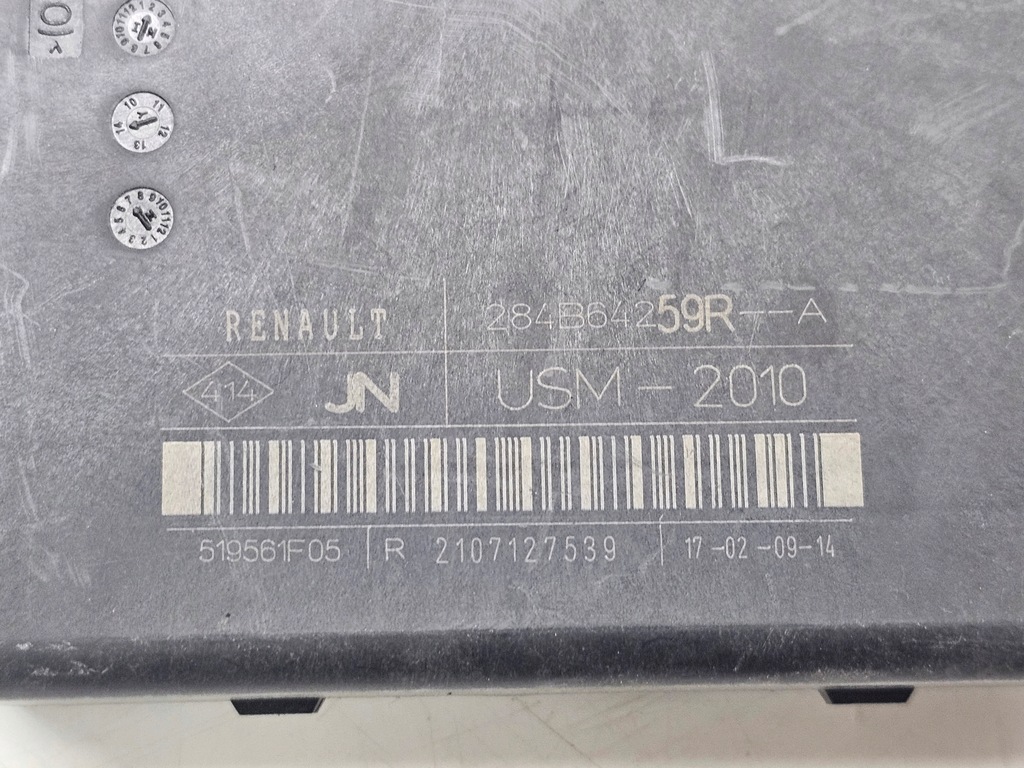 RENAULT 284B64259R--A
414 JN USM - 2010
519561F05 R 2107127539 17-02-09-14